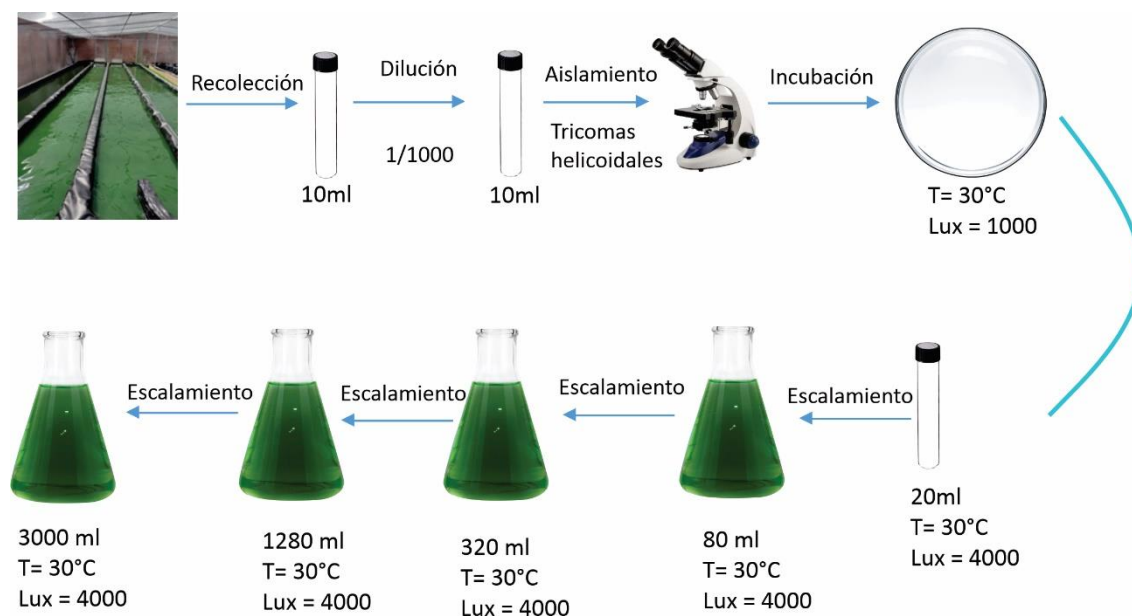 Recolección
10ml
Dilución
1/1000
10ml
Aislamiento
Tricomas
helicoidales
Incubación
T= 30°C
Lux = 1000
20ml
T= 30°C
Lux = 4000
Escalamiento
80 ml
T= 30°C
Lux = 4000
Escalamiento
320 ml
T= 30°C
Lux = 4000
Escalamiento
1280 ml
T= 30°C
Lux = 4000
Escalamiento
3000 ml
T= 30°C
Lux = 4000